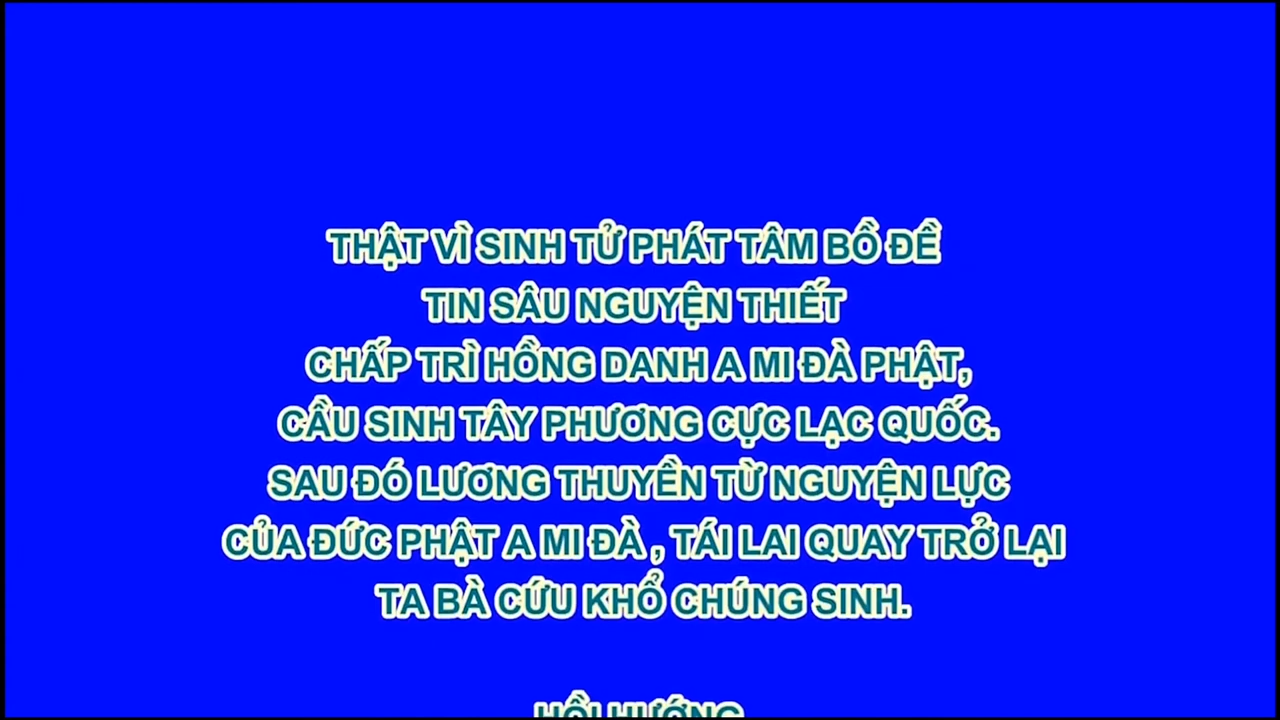 THẬT VÌ SINH TỬ PHÁT TÂM BỒ ĐỀ
TIN SÂU NGUYỆN THIẾT
CHẤP TRÌ HỒNG DANH A MI ĐÀ PHẬT,
CẦU SINH TÂY PHƯƠNG CỰC LẠC QUỐC.
SAU ĐÓ LƯƠNG THUYỀN TỪ NGUYỆN LỰC
CỦA ĐỨC PHẬT A MI ĐÀ , TÁI LAI QUAY TRỞ LẠI
TA BÀ CỨU KHỔ CHÚNG SINH.
HỒI HƯỚNG